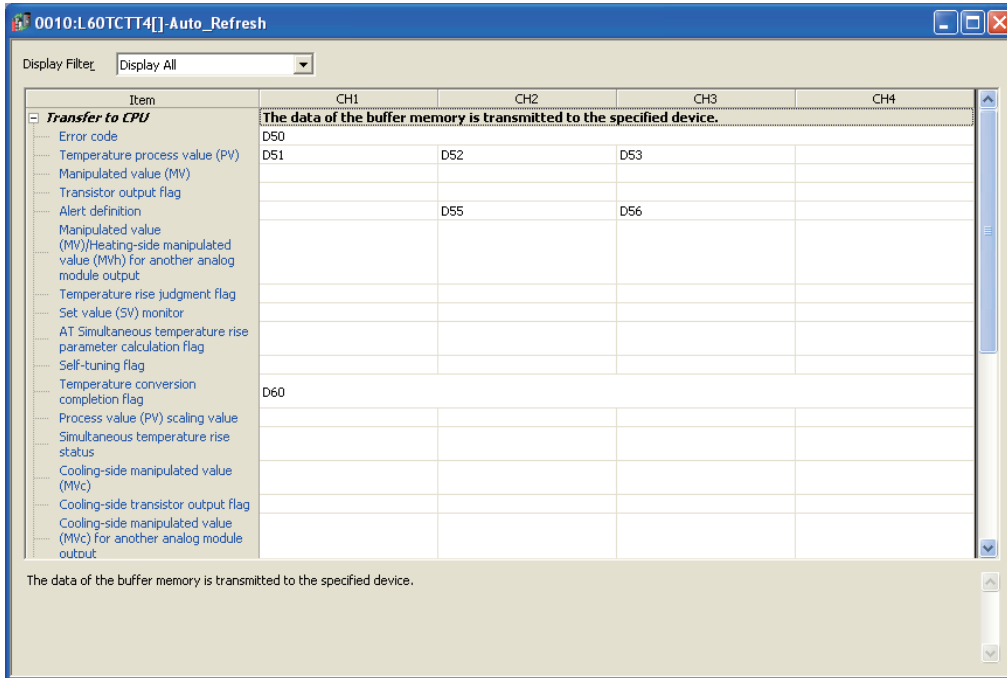 0010:L60TCTT4[]-Auto_Refresh
Display Filter Display All
Item CH1 CH2 CH3 CH4
Transfer to CPU The data of the buffer memory is transmitted to the specified device.
Error code D50
Temperature process value (PV) D51 D52 D53
Manipulated value (MV)
Transistor output flag
Alert definition D55 D56
Manipulated value
(MV)/Heating-side manipulated
value (MVh) for another analog
module output
Temperature rise judgment flag
Set value (SV) monitor
AT Simultaneous temperature rise
parameter calculation flag
Self-tuning flag
Temperature conversion
completion flag D60
Process value (PV) scaling value
Simultaneous temperature rise
status
Cooling-side manipulated value
(MVc)
Cooling-side transistor output flag
Cooling-side manipulated value
(MVc) for another analog module
output
The data of the buffer memory is transmitted to the specified device.